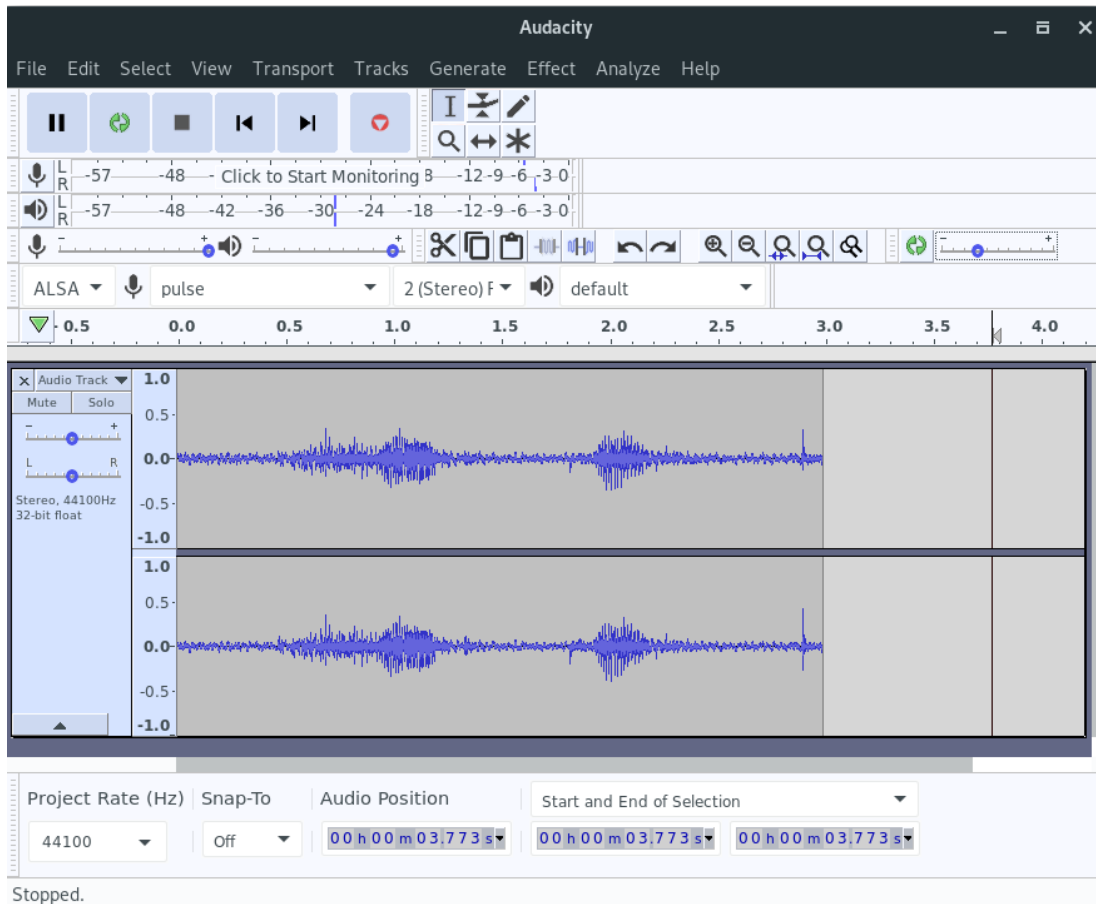 Audacity
File Edit Select View Transport Tracks Generate Effect Analyze Help
L
R
-57 -48 - Click to Start Monitoring 8 -12 -9 -6 -3 0
L
R
-57 -48 -42 -36 -30 -24 -18 -12 -9 -6 -3 0
- + - +
- +
ALSA pulse 2 (Stereo) F default
- 0.5 0.0 0.5 1.0 1.5 2.0 2.5 3.0 3.5 4.0
Audio Track
Mute Solo
- +
L R
Stereo, 44100Hz
32-bit float
1.0
0.5-
0.0-
-0.5-
-1.0
1.0
0.5-
0.0-
-0.5-
-1.0
Project Rate (Hz) Snap-To Audio Position Start and End of Selection
44100 Off 00 h 00 m 03.773 s 00 h 00 m 03.773 s 00 h 00 m 03.773 s
Stopped.